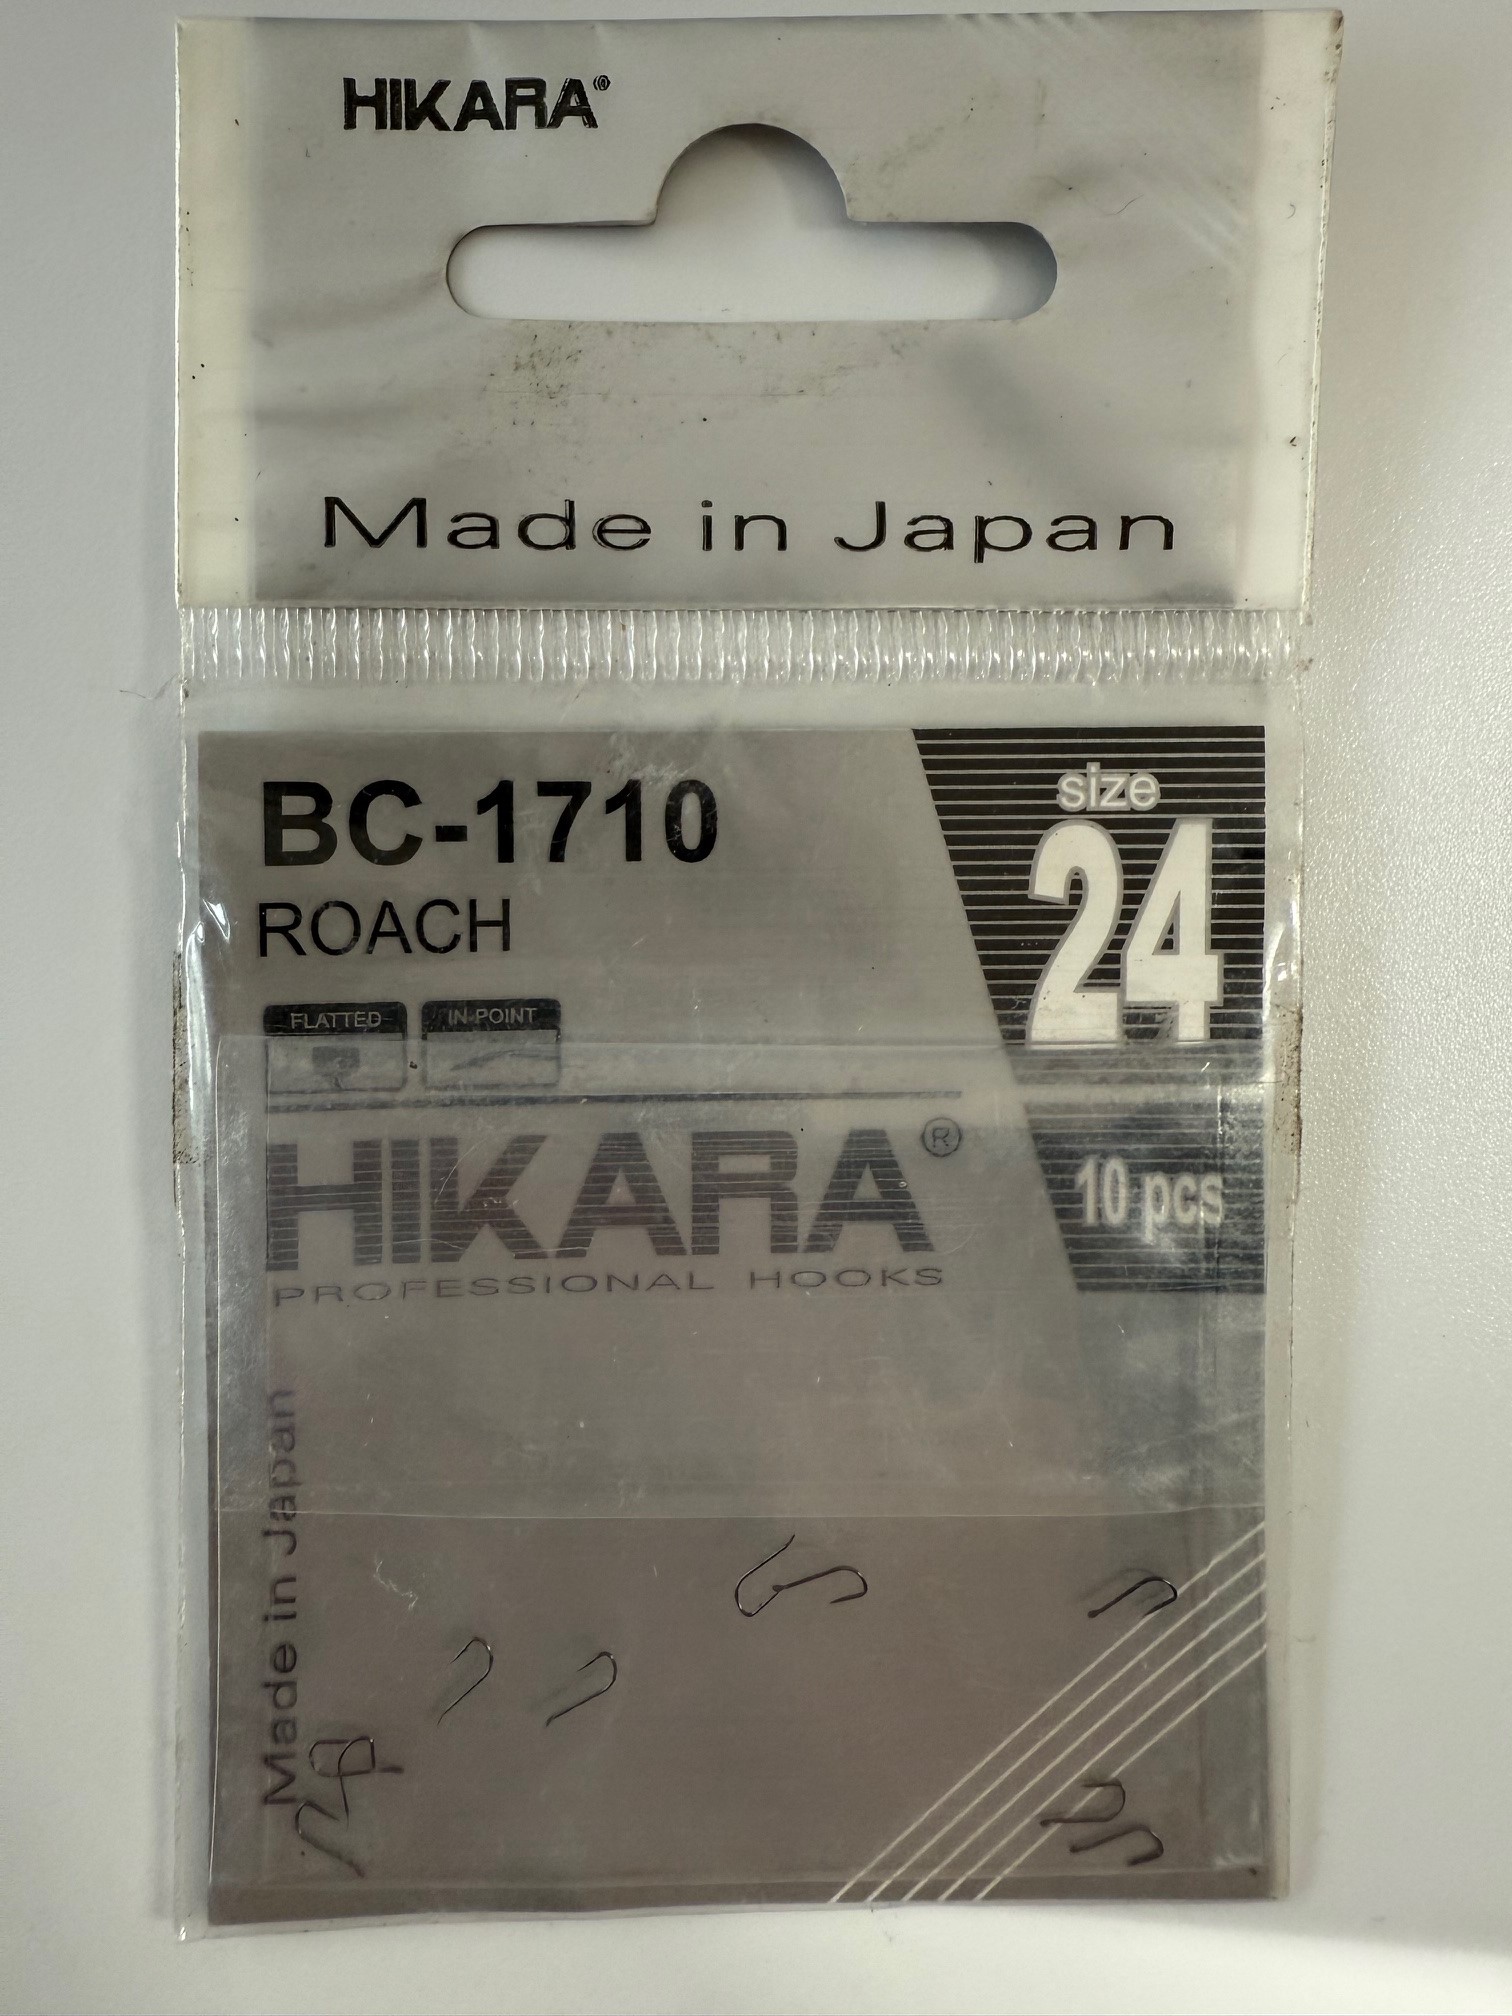 HIKARA®
Made in Japan
BC-1710
ROACH
size
24
FLATTED
IN-POINT
HIKARA®
PROFESSIONAL HOOKS
10 pcs
Made in Japan